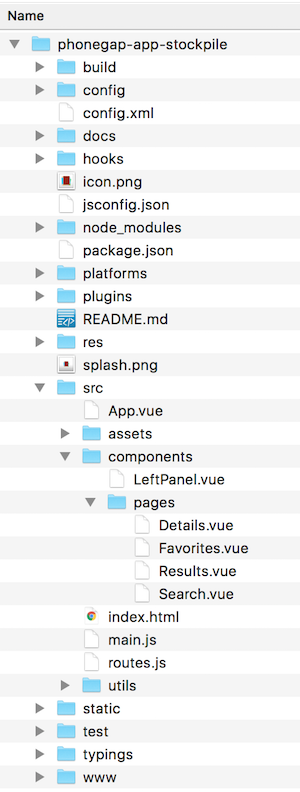 Name
phonegap-app-stockpile
build
config
config.xml
docs
hooks
icon.png
jsconfig.json
node_modules
package.json
platforms
plugins
README.md
res
splash.png
src
App.vue
assets
components
LeftPanel.vue
pages
Details.vue
Favorites.vue
Results.vue
Search.vue
index.html
main.js
routes.js
utils
static
test
typings
www